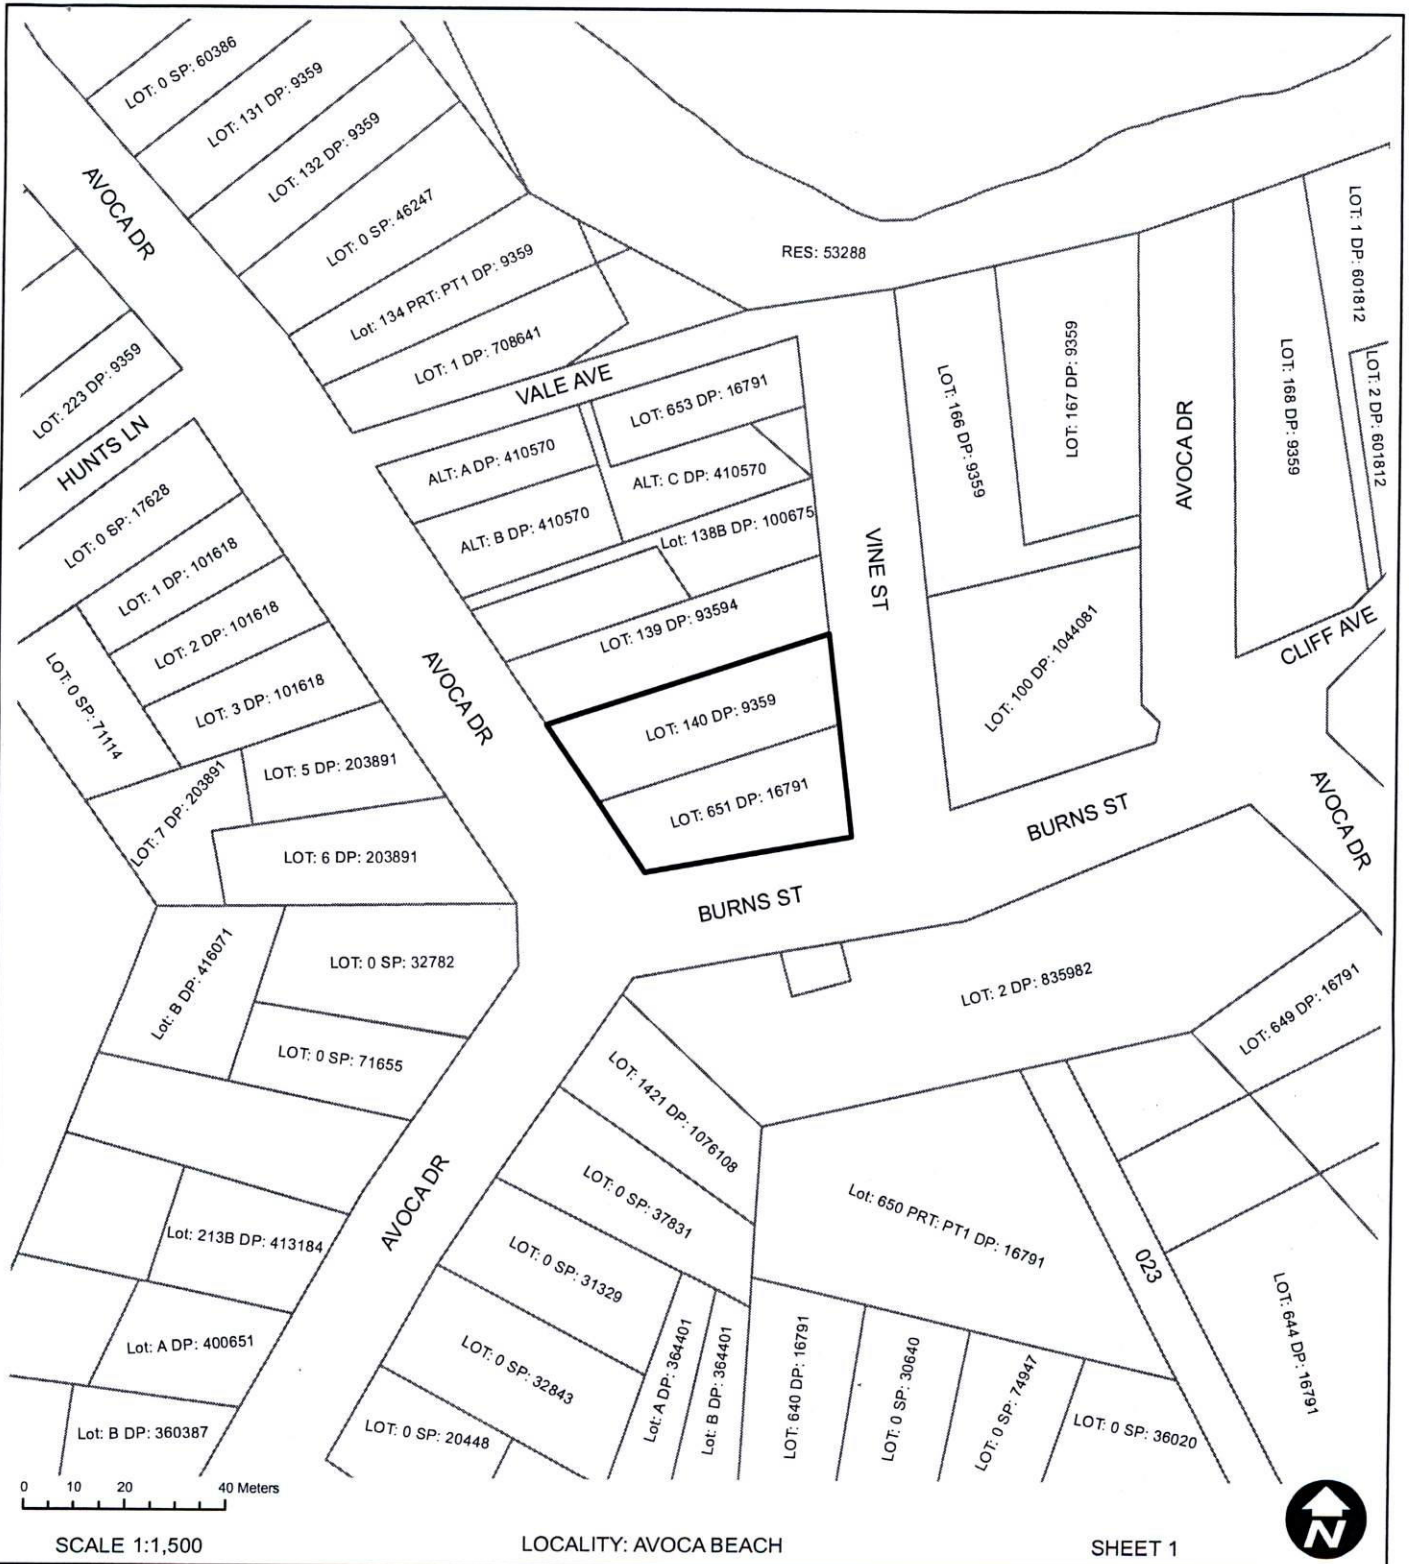 LOT: 0 SP: 60386
LOT: 131 DP: 9359
LOT: 132 DP: 9359
LOT: 0 SP: 46247
Lot: 134 PRT: PT1 DP: 9359
LOT: 1 DP: 708641
AVOCA DR
RES: 53288
LOT: 1 DP: 601812
LOT: 2 DP: 601812
LOT: 168 DP: 9359
LOT: 167 DP: 9359
LOT: 166 DP: 9359
AVOCA DR
VALE AVE
LOT: 223 DP: 9359
HUNTS LN
LOT: 653 DP: 16791
ALT: A DP: 410570
ALT: C DP: 410570
ALT: B DP: 410570
Lot: 138B DP: 100675
VINE ST
LOT: 0 SP: 17628
LOT: 1 DP: 101618
LOT: 2 DP: 101618
LOT: 3 DP: 101618
LOT: 0 SP: 71114
LOT: 139 DP: 93594
LOT: 100 DP: 1044081
CLIFF AVE
AVOCA DR
LOT: 140 DP: 9359
LOT: 651 DP: 16791
LOT: 5 DP: 203891
LOT: 7 DP: 203891
LOT: 6 DP: 203891
BURNS ST
AVOCA DR
BURNS ST
Lot: B DP: 416071
LOT: 0 SP: 32782
LOT: 0 SP: 71655
LOT: 2 DP: 835982
LOT: 649 DP: 16791
LOT: 1421 DP: 1076108
LOT: 0 SP: 37831
AVOCA DR
Lot: 650 PRT: PT1 DP: 16791
023
LOT: 644 DP: 16791
Lot: 213B DP: 413184
LOT: 0 SP: 31329
Lot: A DP: 400651
LOT: 0 SP: 32843
Lot: A DP: 364401
Lot: B DP: 364401
LOT: 640 DP: 16791
LOT: 0 SP: 30640
LOT: 0 SP: 74947
LOT: 0 SP: 36020
Lot: B DP: 360387
LOT: 0 SP: 20448
0 10 20 40 Meters
SCALE 1:1,500
LOCALITY: AVOCA BEACH
SHEET 1
N